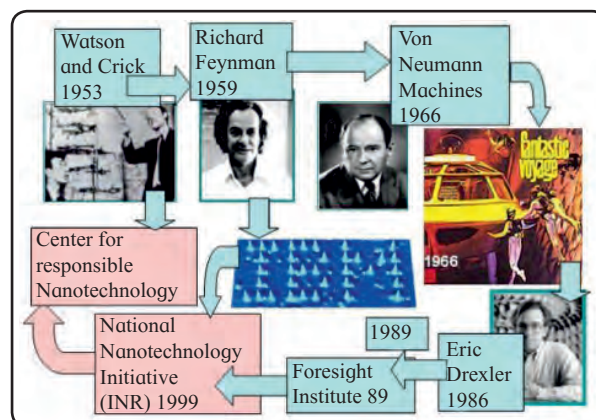 Watson
and Crick
1953
Richard
Feynman
1959
Von
Neumann
Machines
1966
fantastic
voyage
1966
Center for
responsible
Nanotechnology
National
Nanotechnology
Initiative
(INR) 1999
1989
Foresight
Institute 89
Eric
Drexler
1986